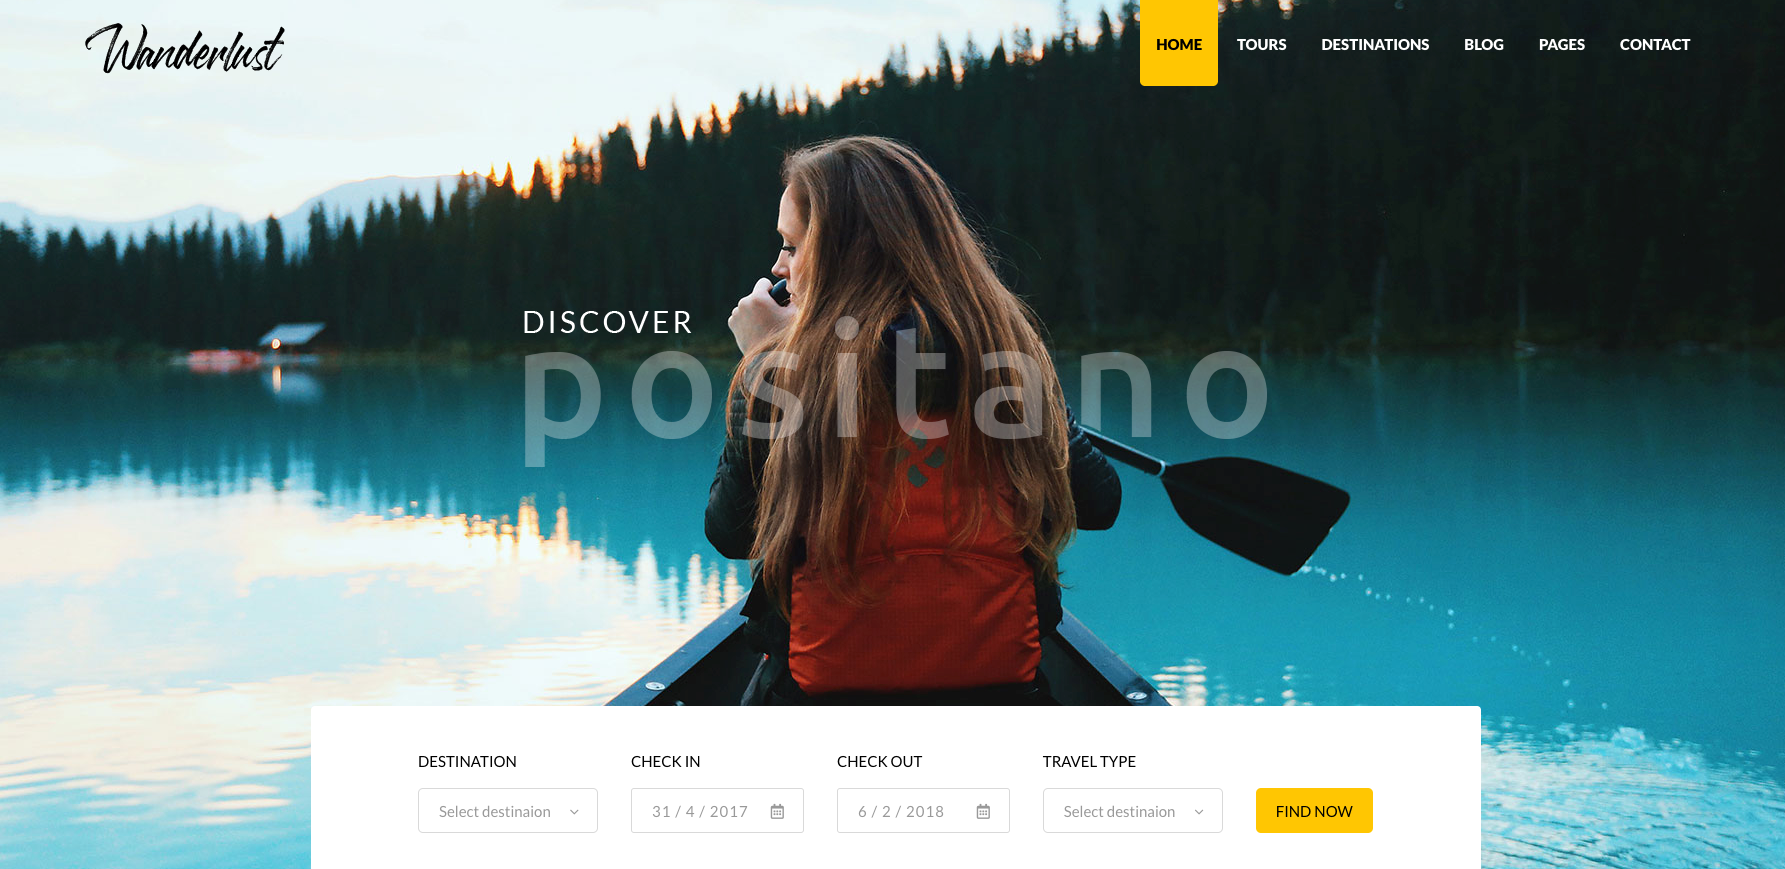 Wanderlust
HOME TOURS DESTINATIONS BLOG PAGES CONTACT
DISCOVER
positano
DESTINATION CHECK IN CHECK OUT TRAVEL TYPE
Select destinaion 31 / 4 / 2017 6 / 2 / 2018 Select destinaion FIND NOW